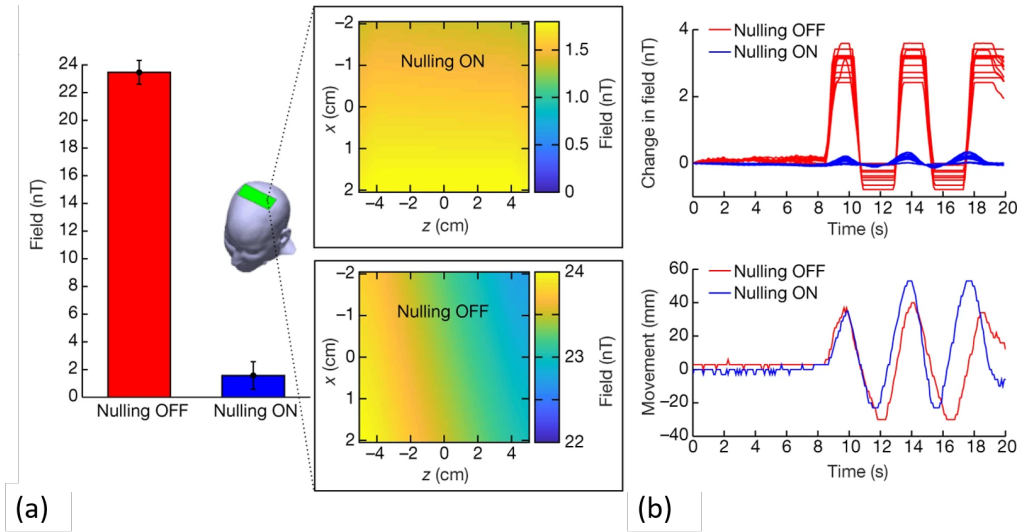 Field (nT)
24
22
20
18
16
14
12
10
8
6
4
2
0
Nulling OFF
Nulling ON
Nulling ON
x (cm)
−2
−1
0
1
2
−4
−2
0
2
4
z (cm)
1.5
1.0
0.5
0
Field (nT)
Nulling OFF
x (cm)
−2
−1
0
1
2
−4
−2
0
2
4
z (cm)
24
23
22
Field (nT)
(a)
Nulling OFF
Nulling ON
Change in field (nT)
4
2
0
0 2 4 6 8 10 12 14 16 18 20
Time (s)
Nulling OFF
Nulling ON
Movement (mm)
60
40
20
0
−20
−40
0 2 4 6 8 10 12 14 16 18 20
Time (s)
(b)